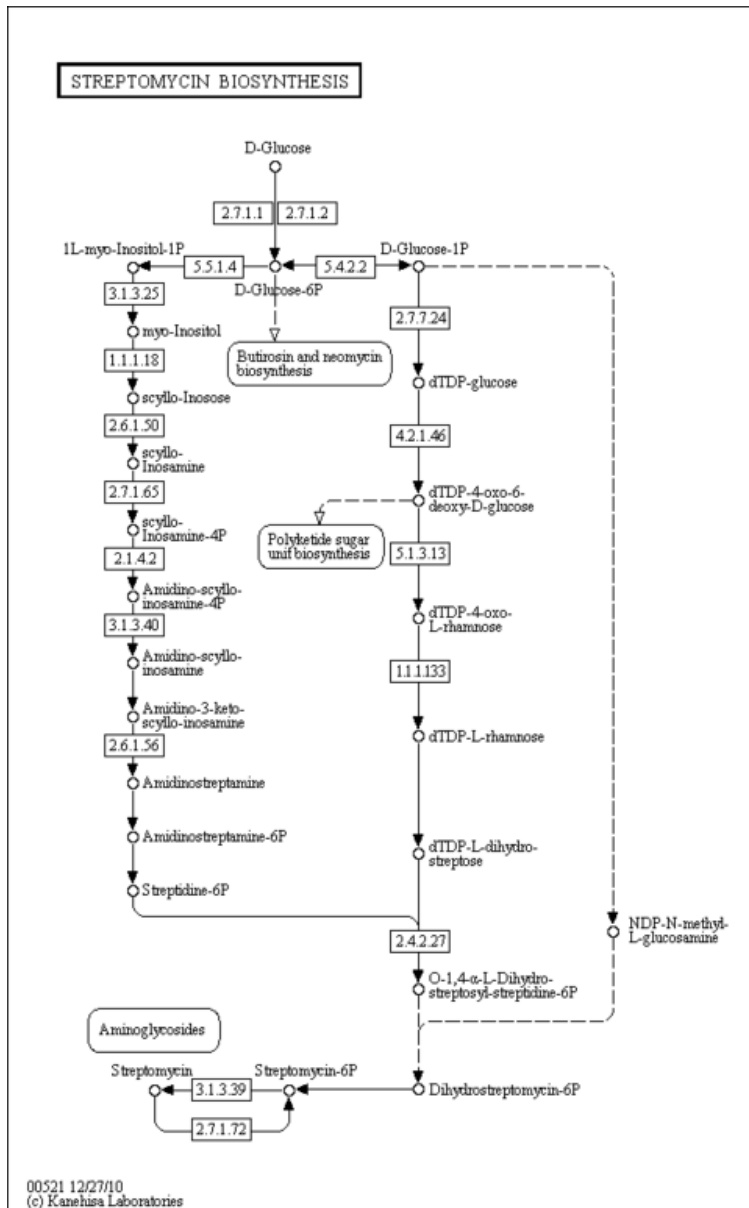 STREPTOMYCIN BIOSYNTHESIS
D-Glucose
2.7.1.1
2.7.1.2
1L-myo-Inositol-1P
D-Glucose-1P
5.5.1.4
5.4.2.2
D-Glucose-6P
3.1.3.25
2.7.7.24
myo-Inositol
Butirosin and neomycin
biosynthesis
1.1.1.18
dTDP-glucose
scyllo-Inosose
2.6.1.50
4.2.1.46
scyllo-
Inosamine
2.7.1.65
dTDP-4-oxo-6-
deoxy-D-glucose
scyllo-
Inosamine-4P
Polyketide sugar
unit biosynthesis
2.1.4.2
5.1.3.13
Amidino-scyllo-
inosamine-4P
dTDP-4-oxo-
L-rhamnose
3.1.3.40
Amidino-scyllo-
inosamine
1.1.1.133
Amidino-3-keto-
scyllo-inosamine
dTDP-L-rhamnose
2.6.1.56
Amidinostreptamine
Amidinostreptamine-6P
dTDP-L-dihydro-
streptose
Streptidine-6P
2.4.2.27
NDP-N-methyl-
L-glucosamine
O-1,4-α-L-Dihydro-
streptosyl-streptidine-6P
Aminoglycosides
Streptomycin
Streptomycin-6P
3.1.3.39
Dihydrostreptomycin-6P
2.7.1.72
00521 12/27/10
(c) Kanehisa Laboratories